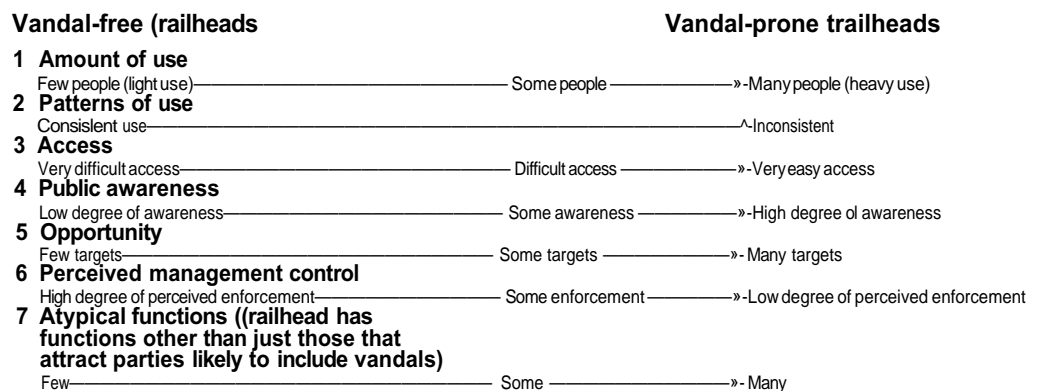 Vandal-free (railheads Vandal-prone trailheads
1 Amount of use
Few people (light use)—————— Some people ——————»-Many people (heavy use)
2 Patterns of use
Consislent use——————^-Inconsistent
3 Access
Very difficult access—————— Difficult access ——————»-Very easy access
4 Public awareness
Low degree of awareness—————— Some awareness ——————»-High degree ol awareness
5 Opportunity
Few targets—————— Some targets ——————»- Many targets
6 Perceived management control
High degree of perceived enforcement—————— Some enforcement——————»-Low degree of perceived enforcement
7 Atypical functions ((railhead has
functions other than just those that
attract parties likely to include vandals)
Few—————— Some ——————»- Many